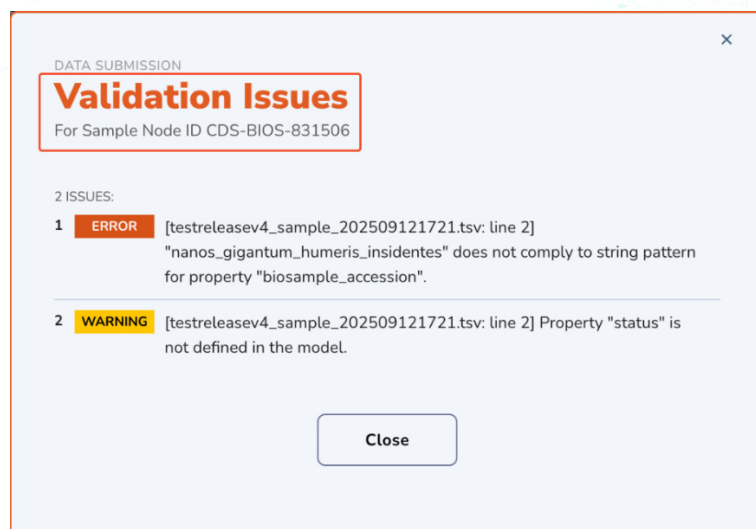 ×
DATA SUBMISSION
Validation Issues
For Sample Node ID CDS-BIOS-831506
2 ISSUES:
1 ERROR [testreleasev4_sample_202509121721.tsv: line 2]
"nanos_gigantum_humeris_insidentes" does not comply to string pattern
for property "biosample_accession".
2 WARNING [testreleasev4_sample_202509121721.tsv: line 2] Property "status" is
not defined in the model.
Close